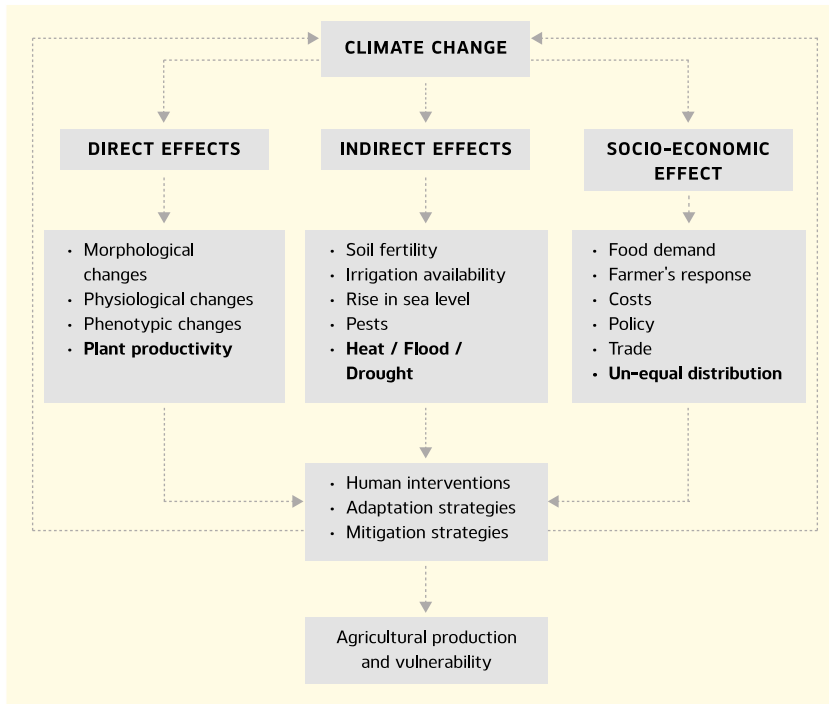 CLIMATE CHANGE
DIRECT EFFECTS
INDIRECT EFFECTS
SOCIO-ECONOMIC
EFFECT
• Morphological
changes
• Physiological changes
• Phenotypic changes
• Plant productivity
• Soil fertility
• Irrigation availability
• Rise in sea level
• Pests
• Heat / Flood /
Drought
• Food demand
• Farmer's response
• Costs
• Policy
• Trade
• Un-equal distribution
• Human interventions
• Adaptation strategies
• Mitigation strategies
Agricultural production
and vulnerability